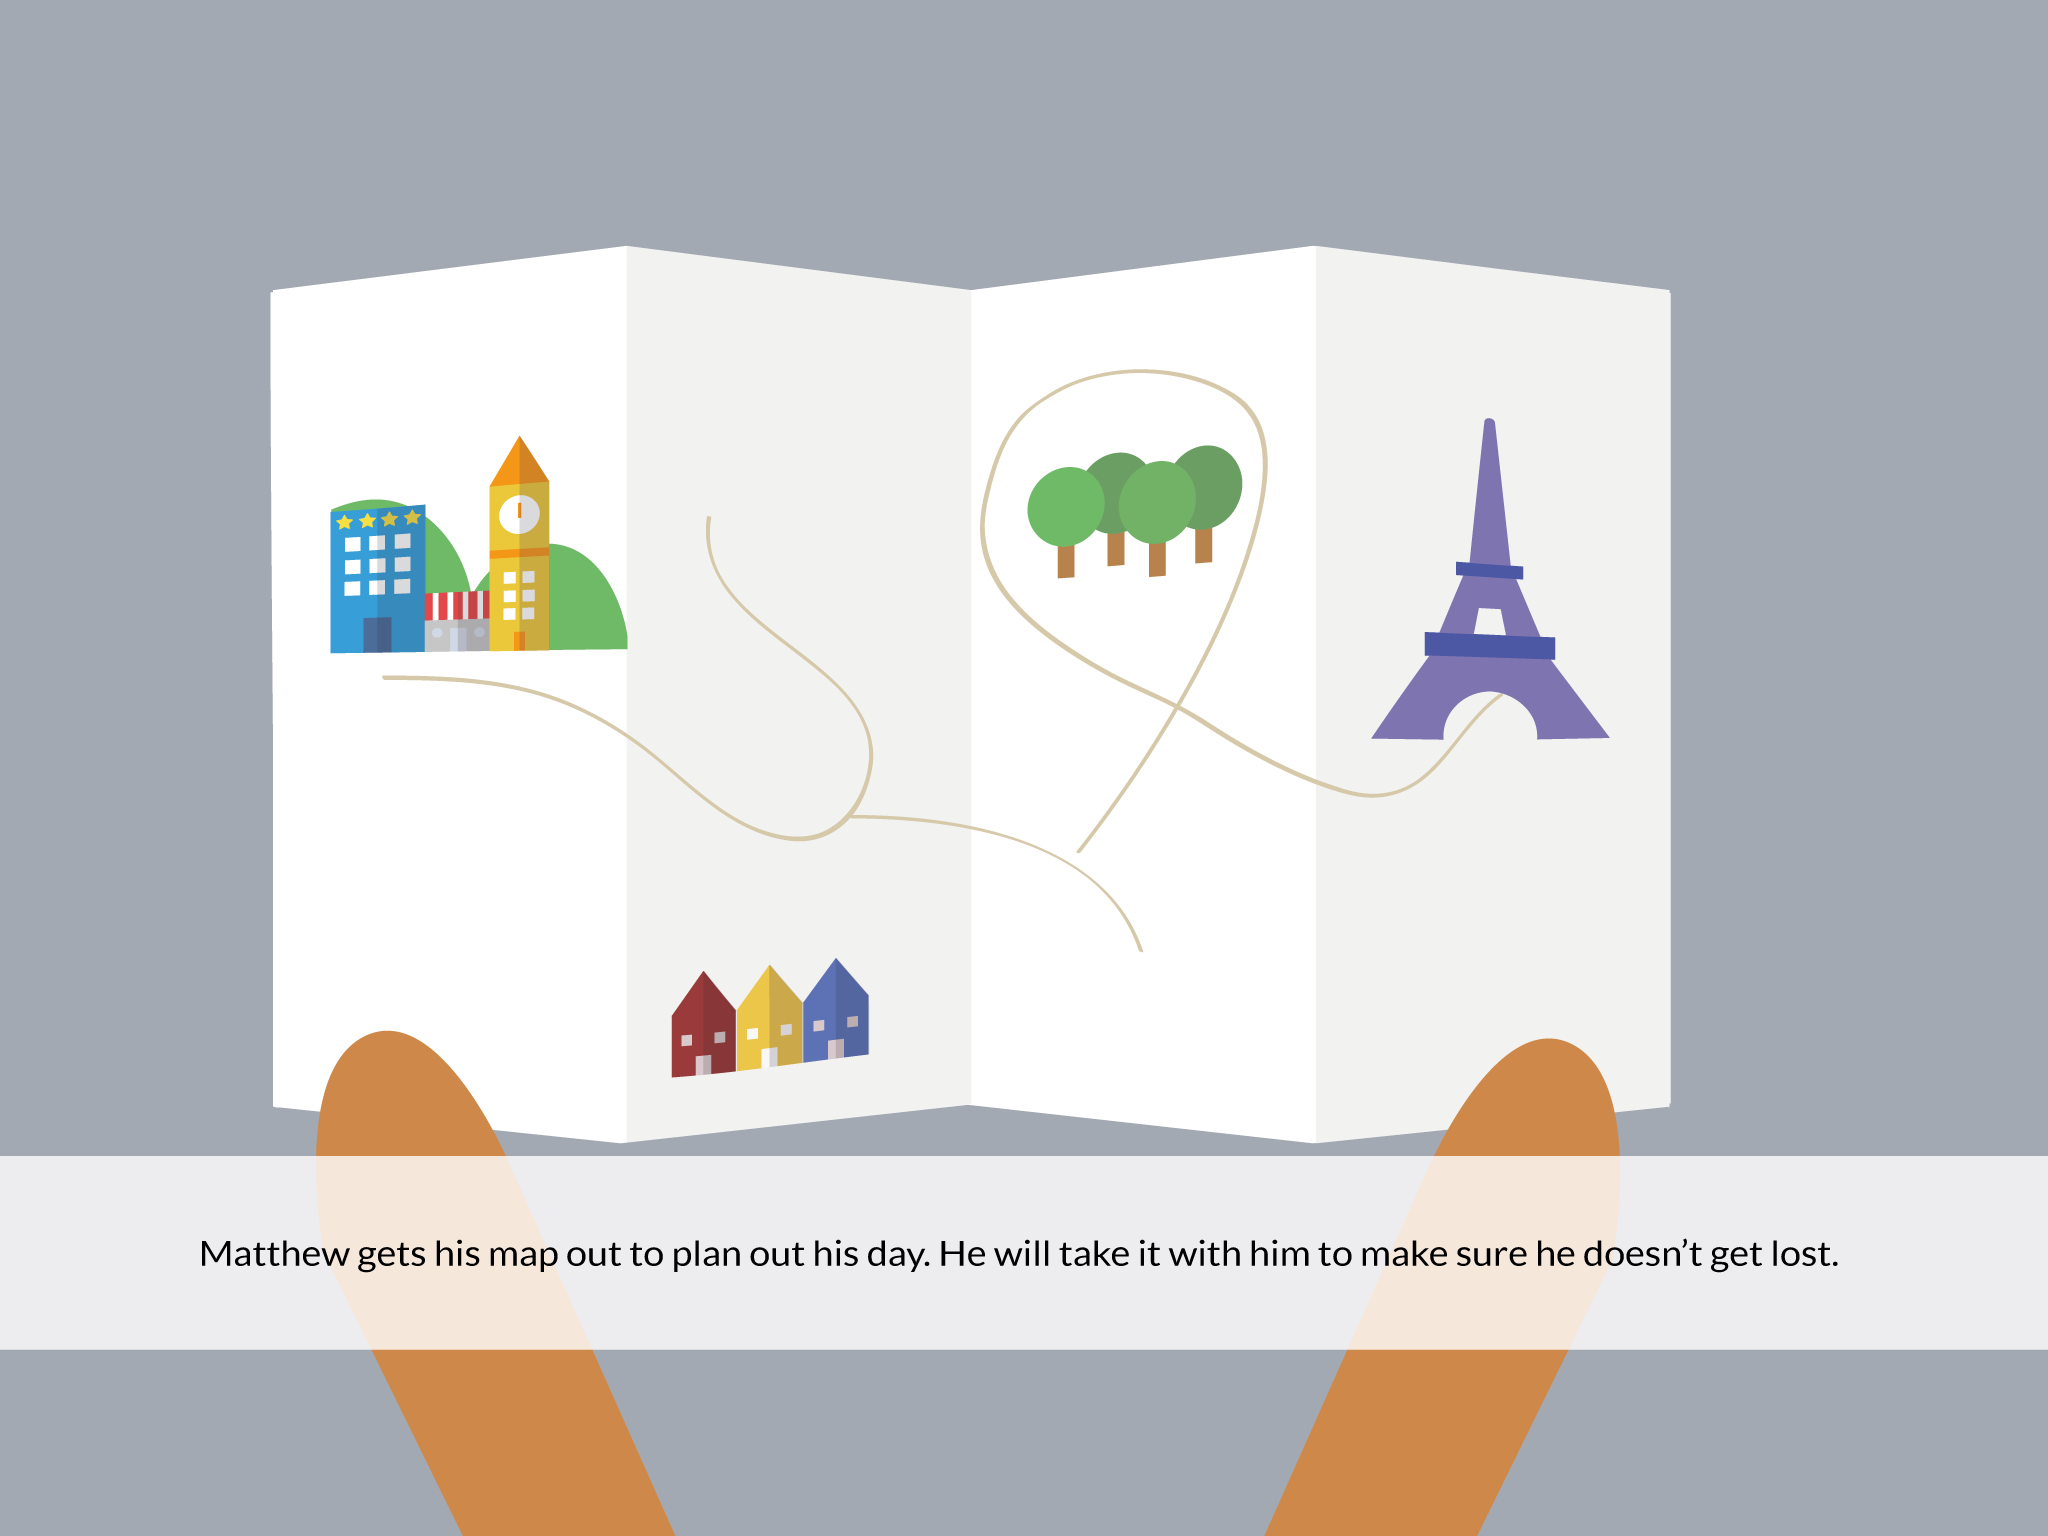 Matthew gets his map out to plan out his day. He will take it with him to make sure he doesn’t get lost.